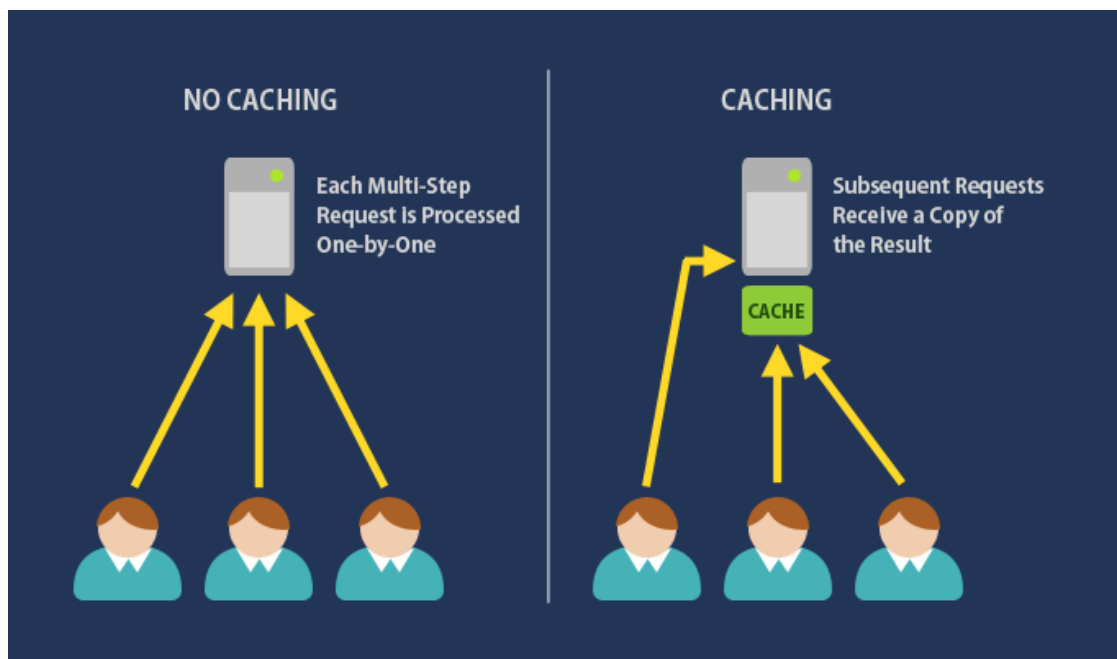 NO CACHING
Each Multi-Step
Request is Processed
One-by-One
CACHING
Subsequent Requests
Receive a Copy of
the Result
CACHE